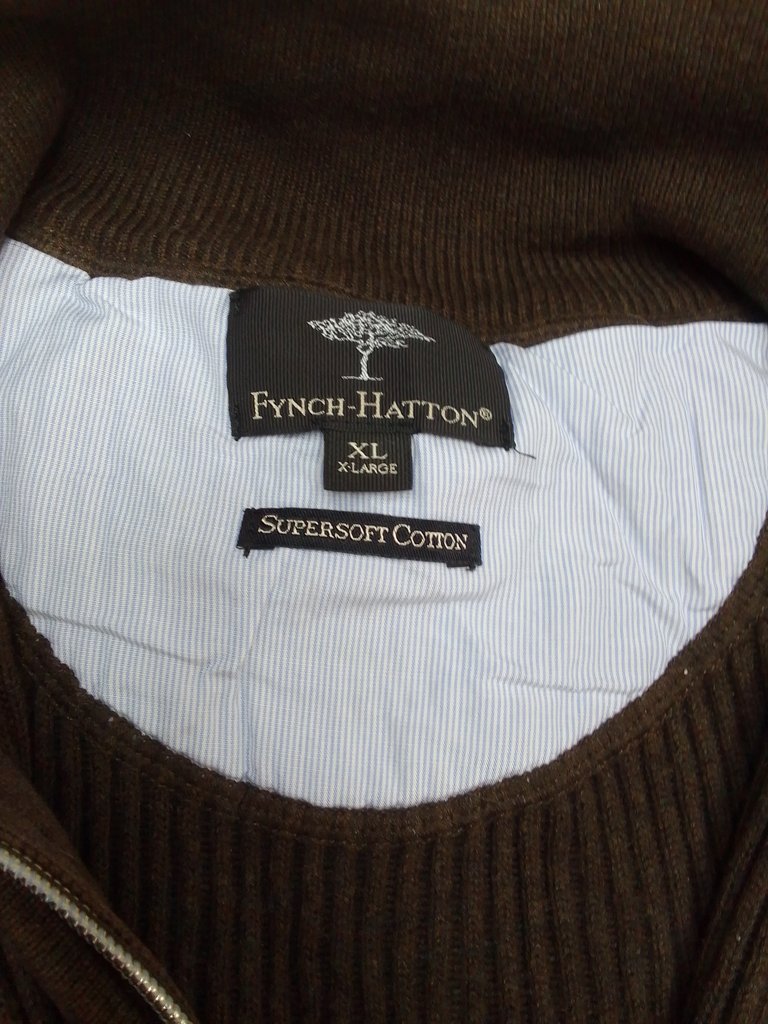 FYNCH-HATTON®
XL
X-LARGE
SUPERSOFT COTTON